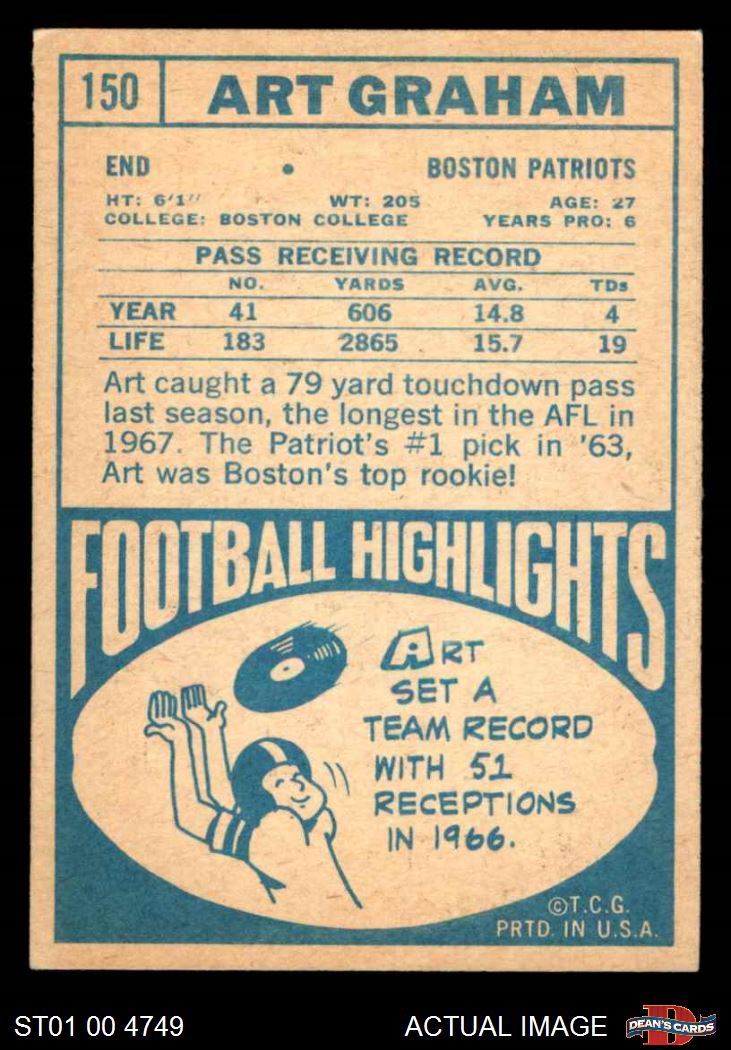 150 ART GRAHAM
END • BOSTON PATRIOTS
HT: 6'1" WT: 205 AGE: 27
COLLEGE: BOSTON COLLEGE YEARS PRO: 6
PASS RECEIVING RECORD
NO. YARDS AVG. TDs
YEAR 41 606 14.8 4
LIFE 183 2865 15.7 19
Art caught a 79 yard touchdown pass
last season, the longest in the AFL in
1967. The Patriot's #1 pick in '63,
Art was Boston's top rookie!
FOOTBALL HIGHLIGHTS
ART
SET A
TEAM RECORD
WITH 51
RECEPTIONS
IN 1966.
©T.C.G.
PRTD. IN U.S.A.
ST01 00 4749 ACTUAL IMAGE D DEAN'S CARDS